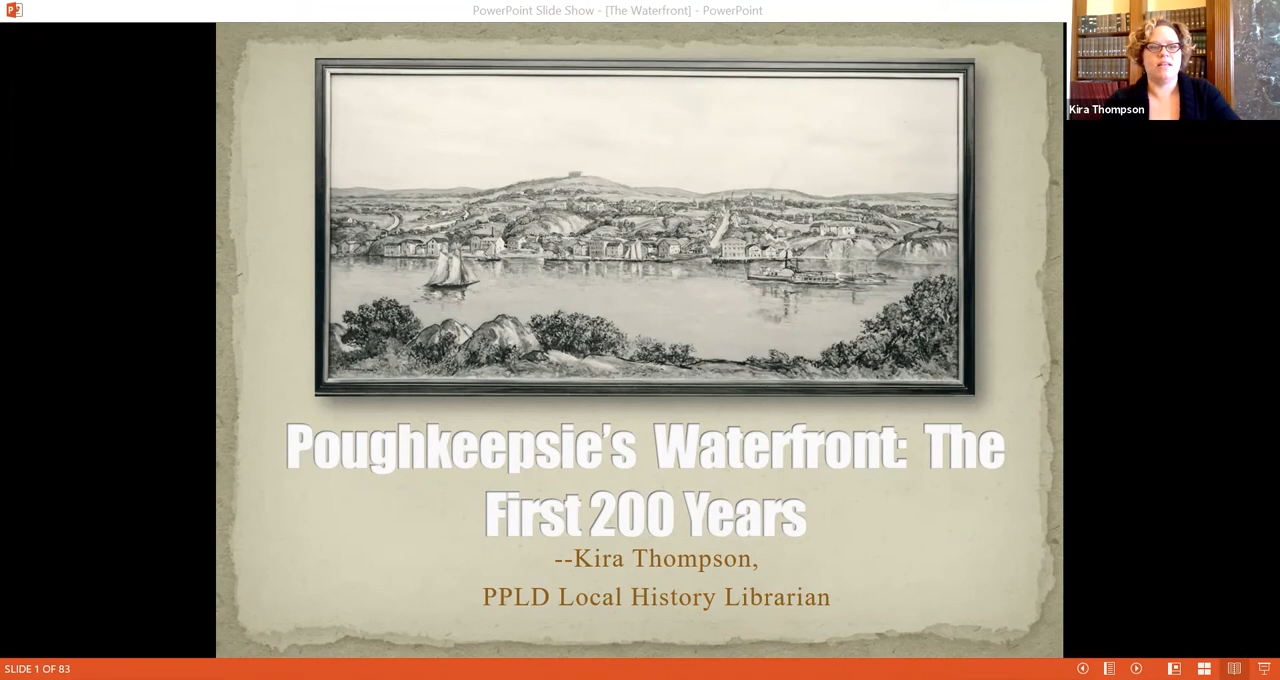 PowerPoint Slide Show - [The Waterfront] - PowerPoint
Kira Thompson
Poughkeepsie's Waterfront: The
First 200 Years
--Kira Thompson,
PPLD Local History Librarian
SLIDE 1 OF 83